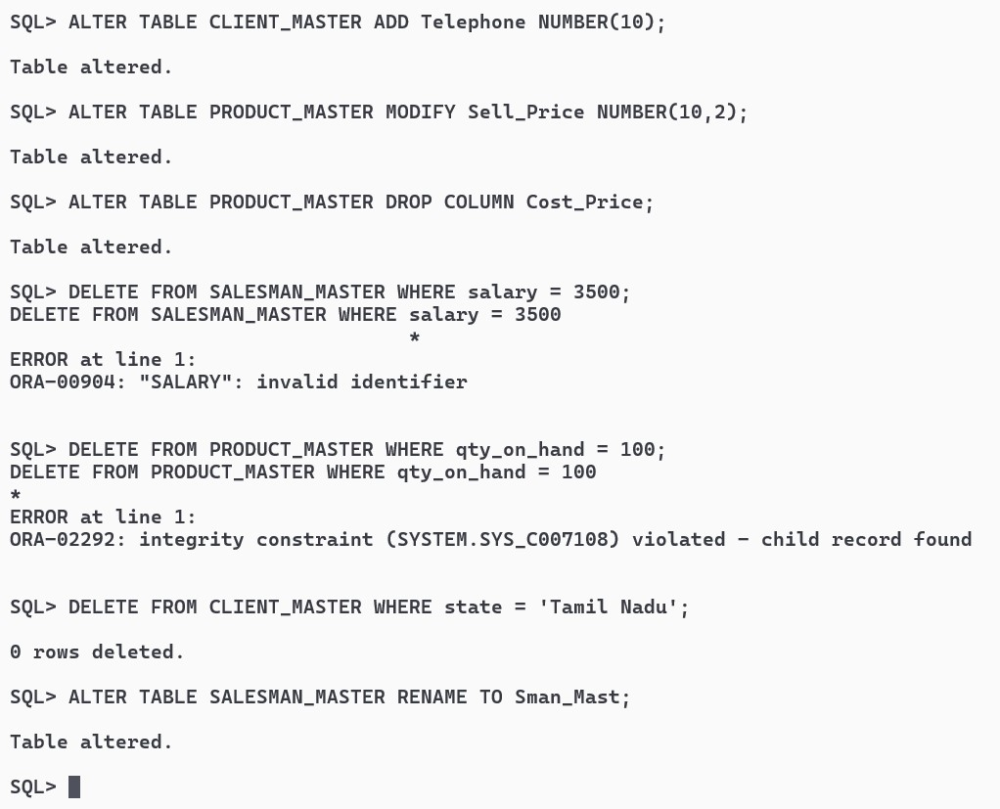 SQL> ALTER TABLE CLIENT_MASTER ADD Telephone NUMBER(10);
Table altered.
SQL> ALTER TABLE PRODUCT_MASTER MODIFY Sell_Price NUMBER(10,2);
Table altered.
SQL> ALTER TABLE PRODUCT_MASTER DROP COLUMN Cost_Price;
Table altered.
SQL> DELETE FROM SALESMAN_MASTER WHERE salary = 3500;
DELETE FROM SALESMAN_MASTER WHERE salary = 3500
*
ERROR at line 1:
ORA-00904: "SALARY": invalid identifier
SQL> DELETE FROM PRODUCT_MASTER WHERE qty_on_hand = 100;
DELETE FROM PRODUCT_MASTER WHERE qty_on_hand = 100
*
ERROR at line 1:
ORA-02292: integrity constraint (SYSTEM.SYS_C007108) violated - child record found
SQL> DELETE FROM CLIENT_MASTER WHERE state = 'Tamil Nadu';
0 rows deleted.
SQL> ALTER TABLE SALESMAN_MASTER RENAME TO Sman_Mast;
Table altered.
SQL>